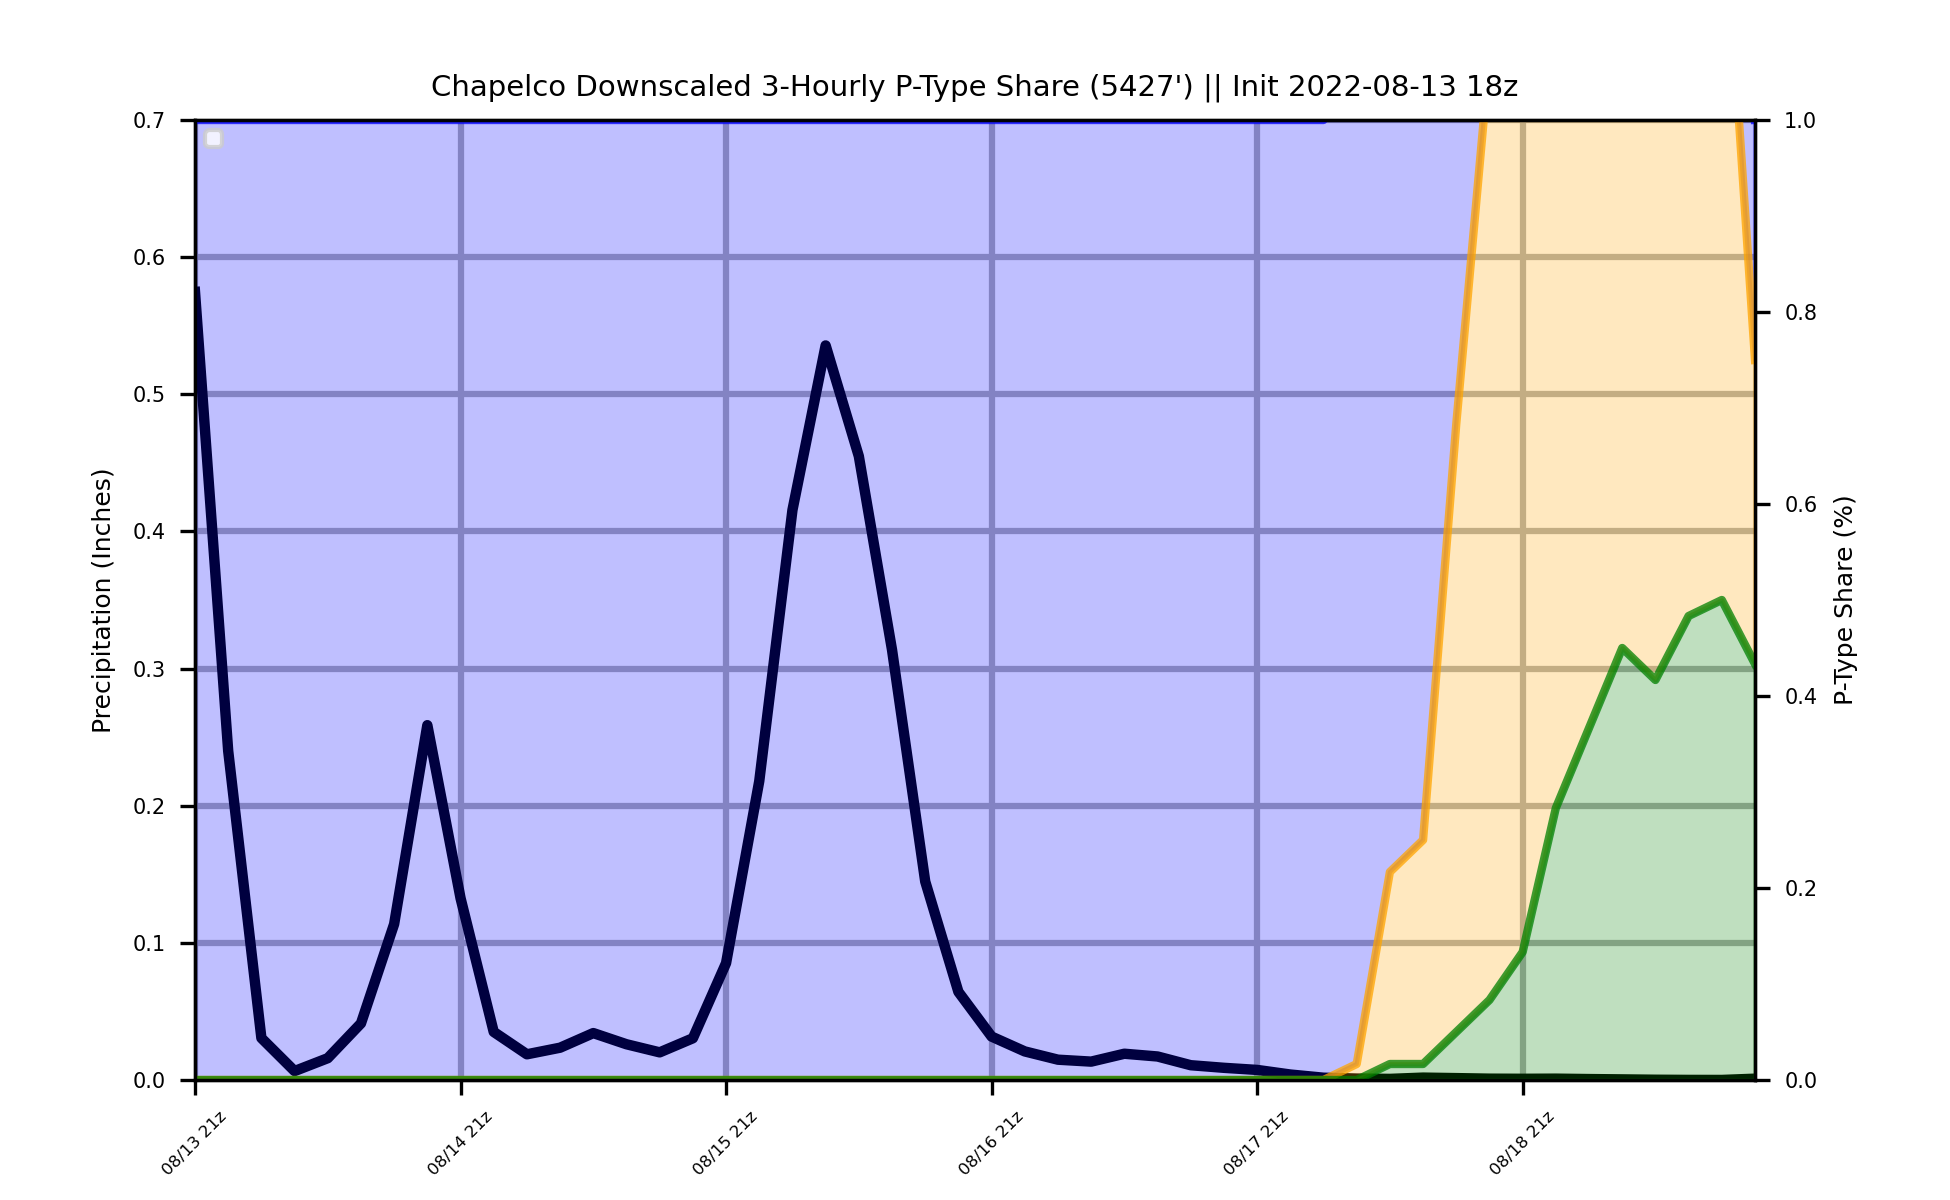 Chapelco Downscaled 3-Hourly P-Type Share (5427') || Init 2022-08-13 18z
0.7
0.6
0.5
0.4
0.3
0.2
0.1
0.0
Precipitation (Inches)
1.0
0.8
0.6
0.4
0.2
0.0
P-Type Share (%)
08/13 21z
08/14 21z
08/15 21z
08/16 21z
08/17 21z
08/18 21z